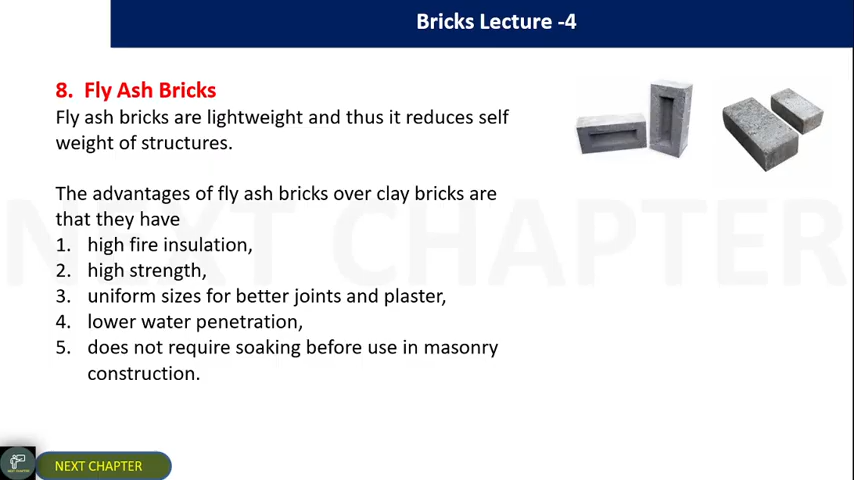 Bricks Lecture -4
8. Fly Ash Bricks
Fly ash bricks are lightweight and thus it reduces self
weight of structures.
The advantages of fly ash bricks over clay bricks are
that they have
1. high fire insulation,
2. high strength,
3. uniform sizes for better joints and plaster,
4. lower water penetration,
5. does not require soaking before use in masonry
construction.
NEXT CHAPTER
NEXT CHAPTER
NEXT CHAPTER